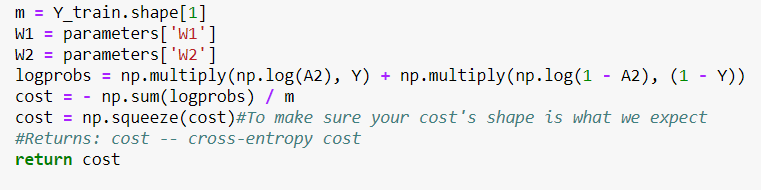 m = Y_train.shape[1]
W1 = parameters['W1']
W2 = parameters['W2']
logprobs = np.multiply(np.log(A2), Y) + np.multiply(np.log(1 - A2), (1 - Y))
cost = - np.sum(logprobs) / m
cost = np.squeeze(cost)#To make sure your cost's shape is what we expect
#Returns: cost -- cross-entropy cost
return cost